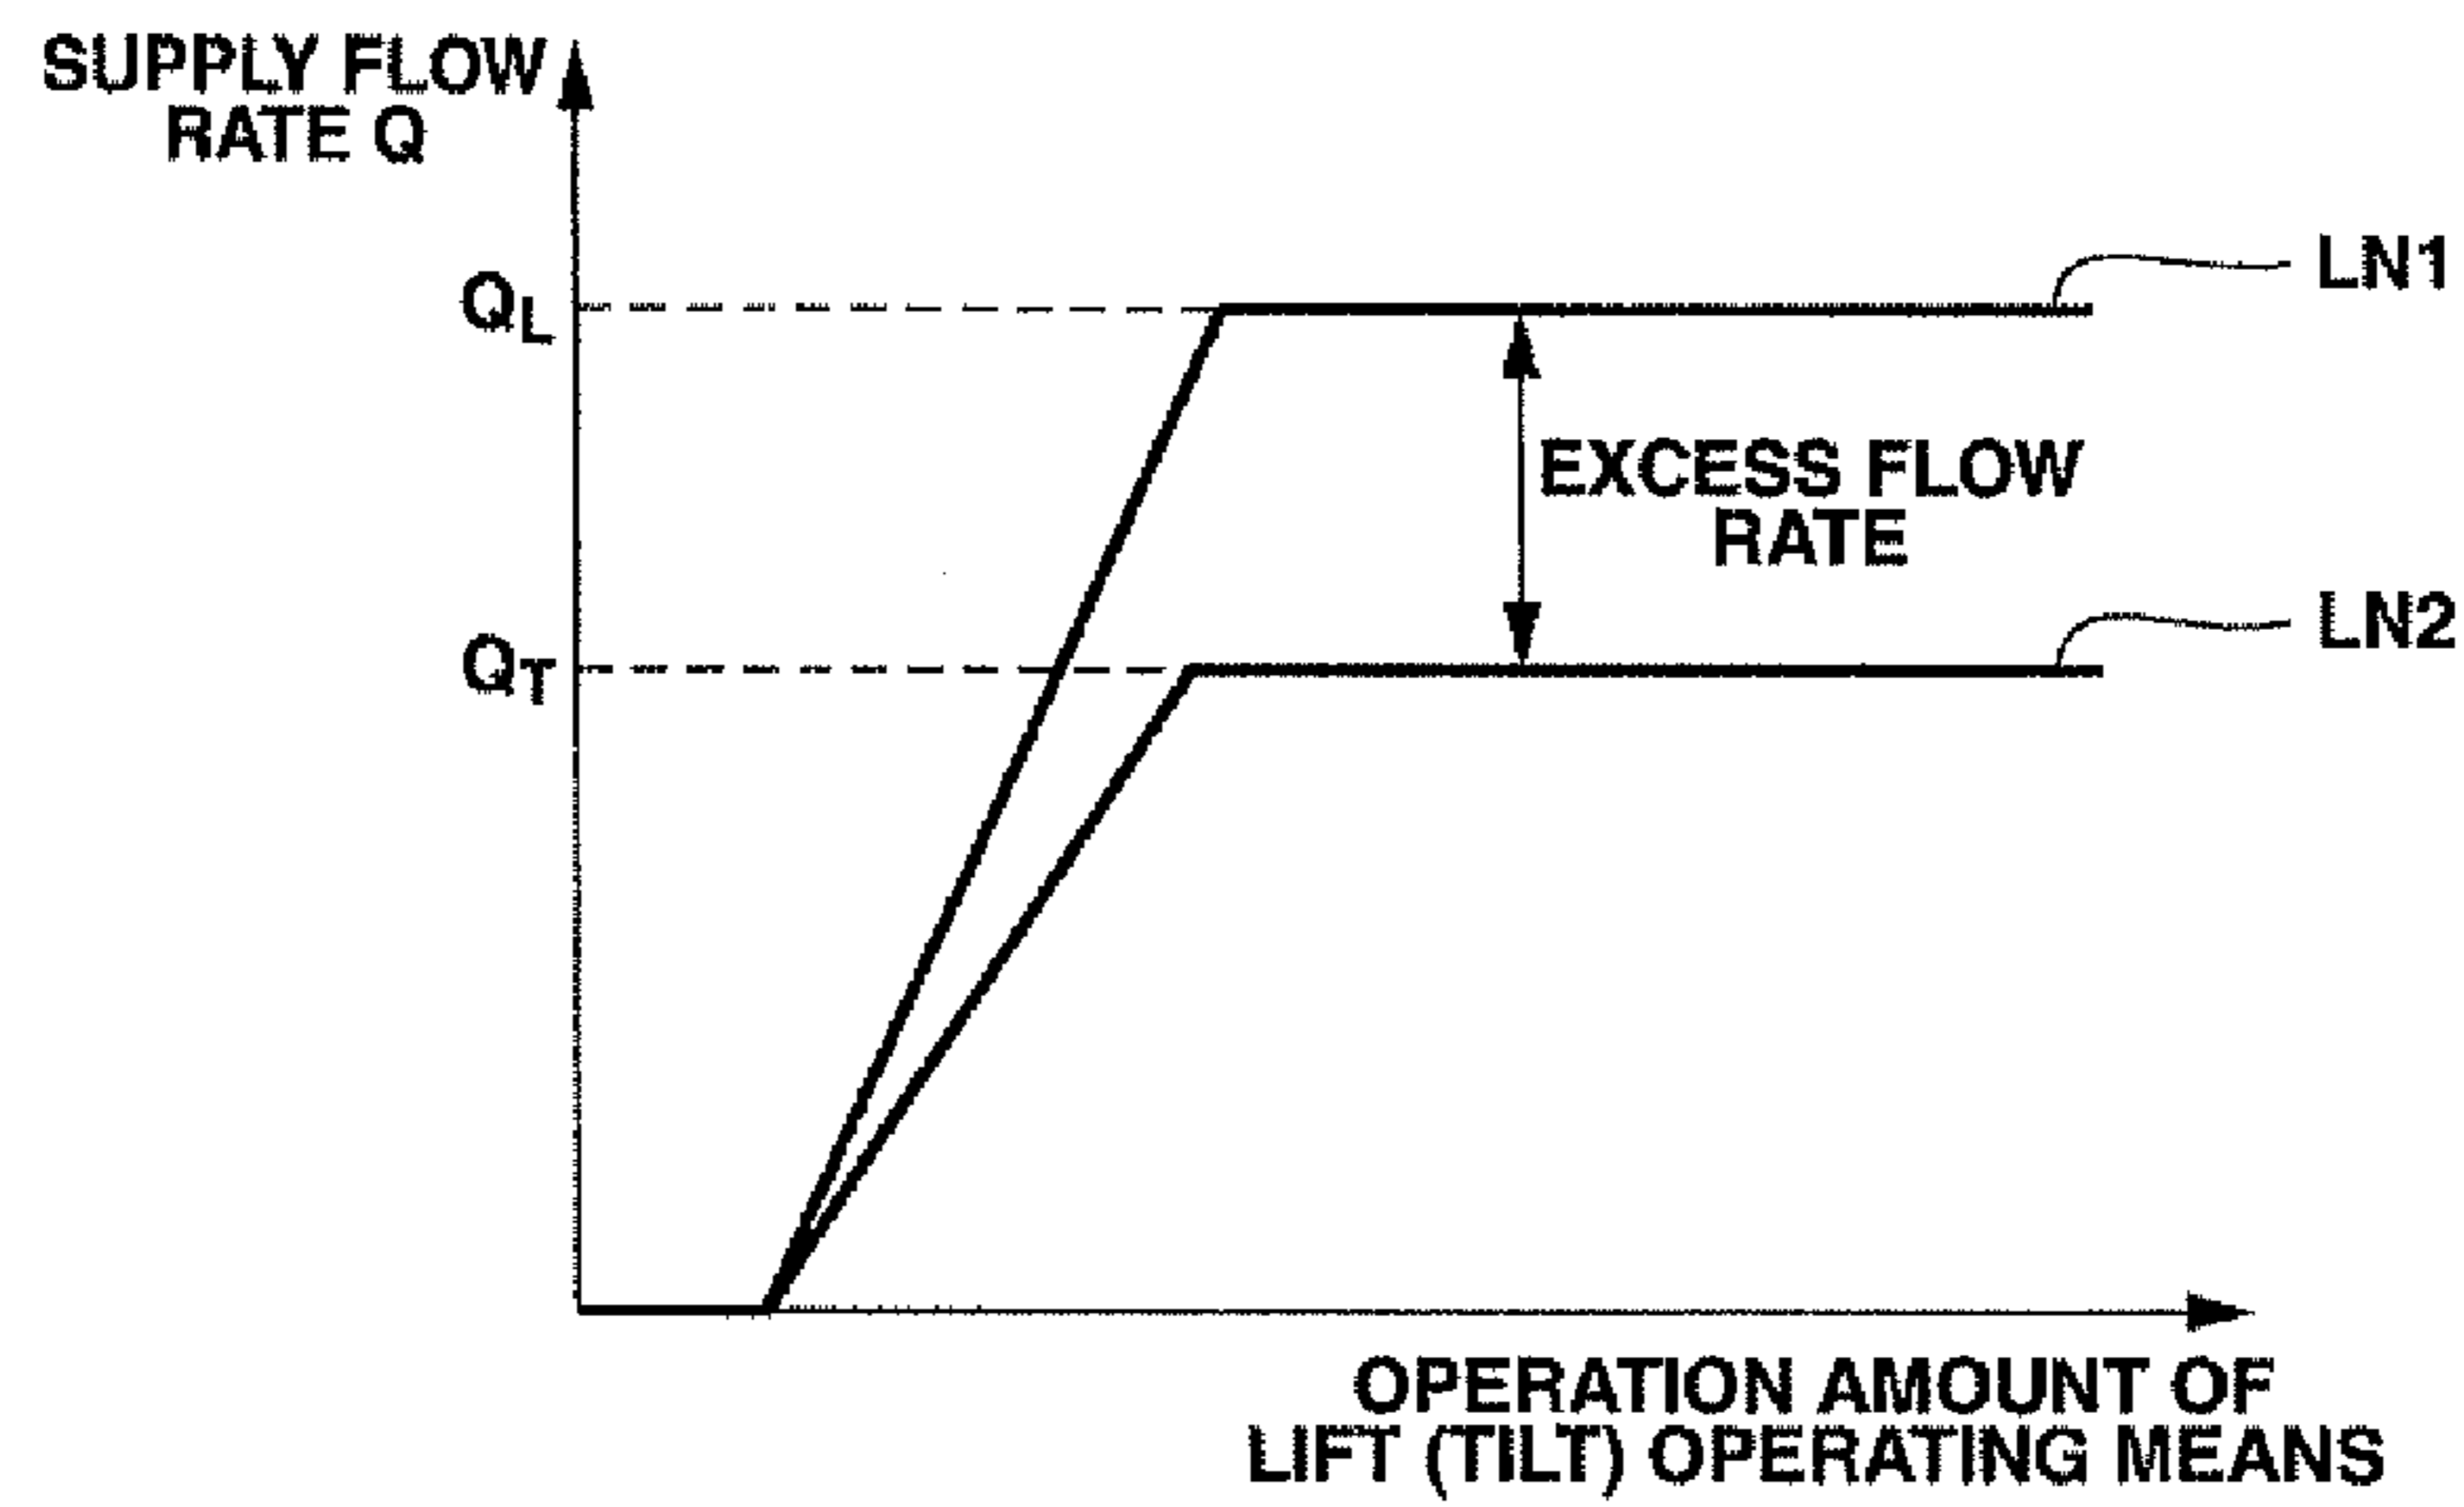 SUPPLY FLOW
RATE Q
QL
LN1
EXCESS FLOW
RATE
QT
LN2
OPERATION AMOUNT OF
LIFT (TILT) OPERATING MEANS